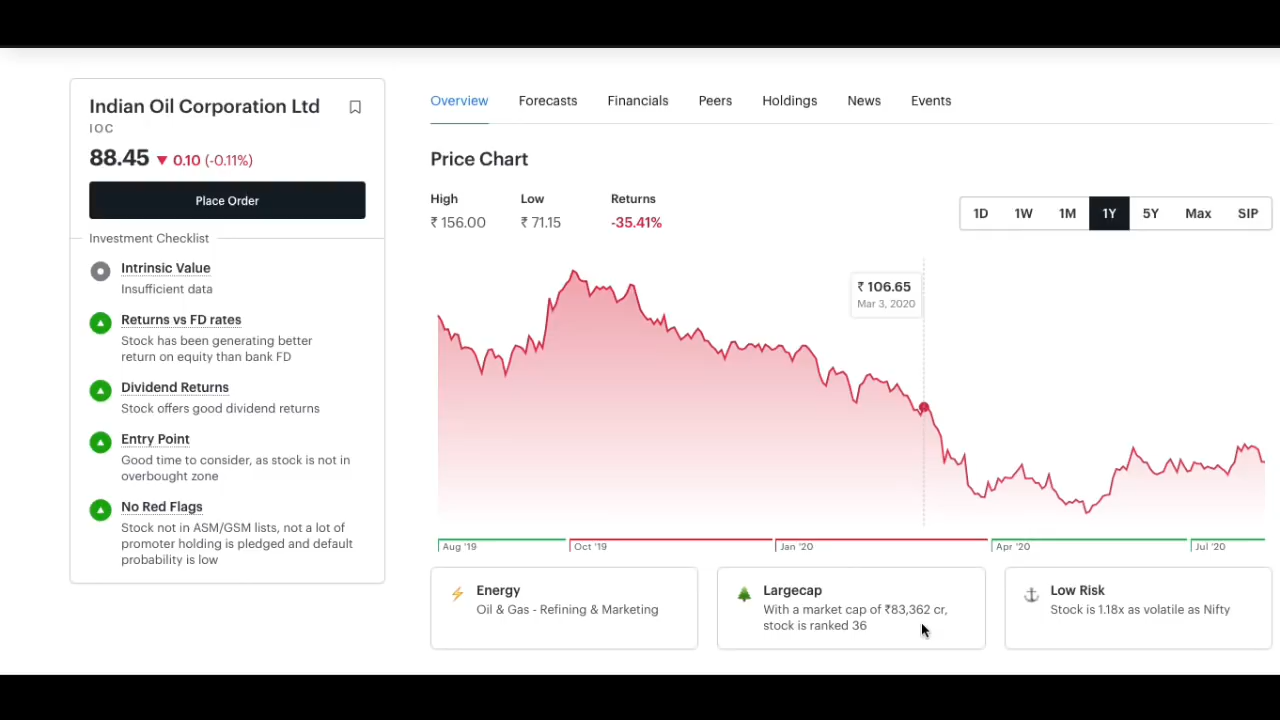 Indian Oil Corporation Ltd
IOC
88.45 ▼ 0.10 (-0.11%)
Place Order
Investment Checklist
Intrinsic Value
Insufficient data
Returns vs FD rates
Stock has been generating better
return on equity than bank FD
Dividend Returns
Stock offers good dividend returns
Entry Point
Good time to consider, as stock is not in
overbought zone
No Red Flags
Stock not in ASM/GSM lists, not a lot of
promoter holding is pledged and default
probability is low
Overview Forecasts Financials Peers Holdings News Events
Price Chart
High Low Returns
₹ 156.00 ₹ 71.15 -35.41%
1D 1W 1M 1Y 5Y Max SIP
₹ 106.65
Mar 3, 2020
Aug '19 Oct '19 Jan '20 Apr '20 Jul '20
Energy
Oil & Gas - Refining & Marketing
Largecap
With a market cap of ₹83,362 cr,
stock is ranked 36
Low Risk
Stock is 1.18x as volatile as Nifty